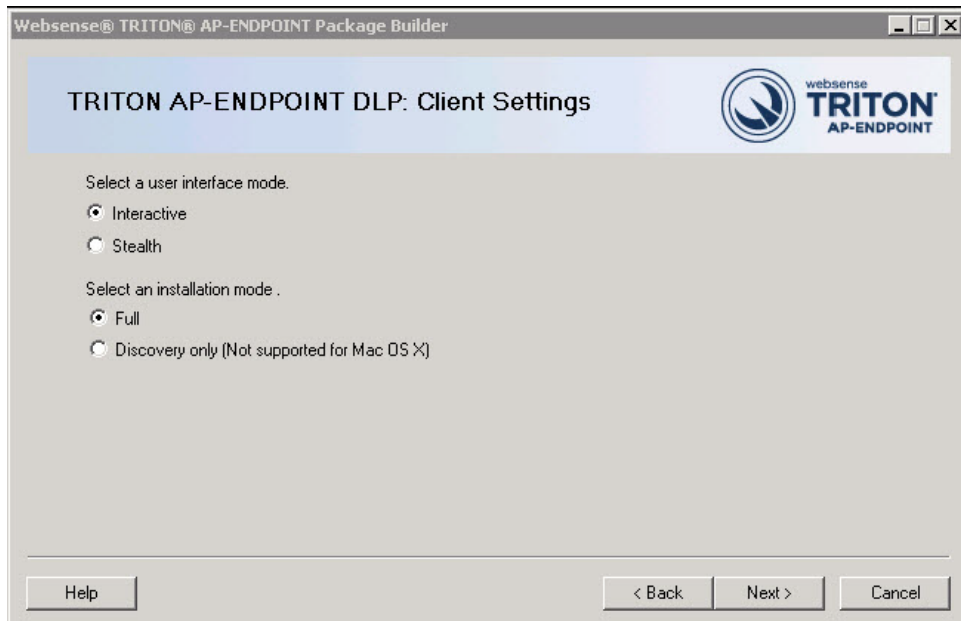 Websense® TRITON® AP-ENDPOINT Package Builder
TRITON AP-ENDPOINT DLP: Client Settings
websense
TRITON
AP-ENDPOINT
Select a user interface mode.
Interactive
Stealth
Select an installation mode .
Full
Discovery only (Not supported for Mac OS X)
Help
< Back
Next >
Cancel